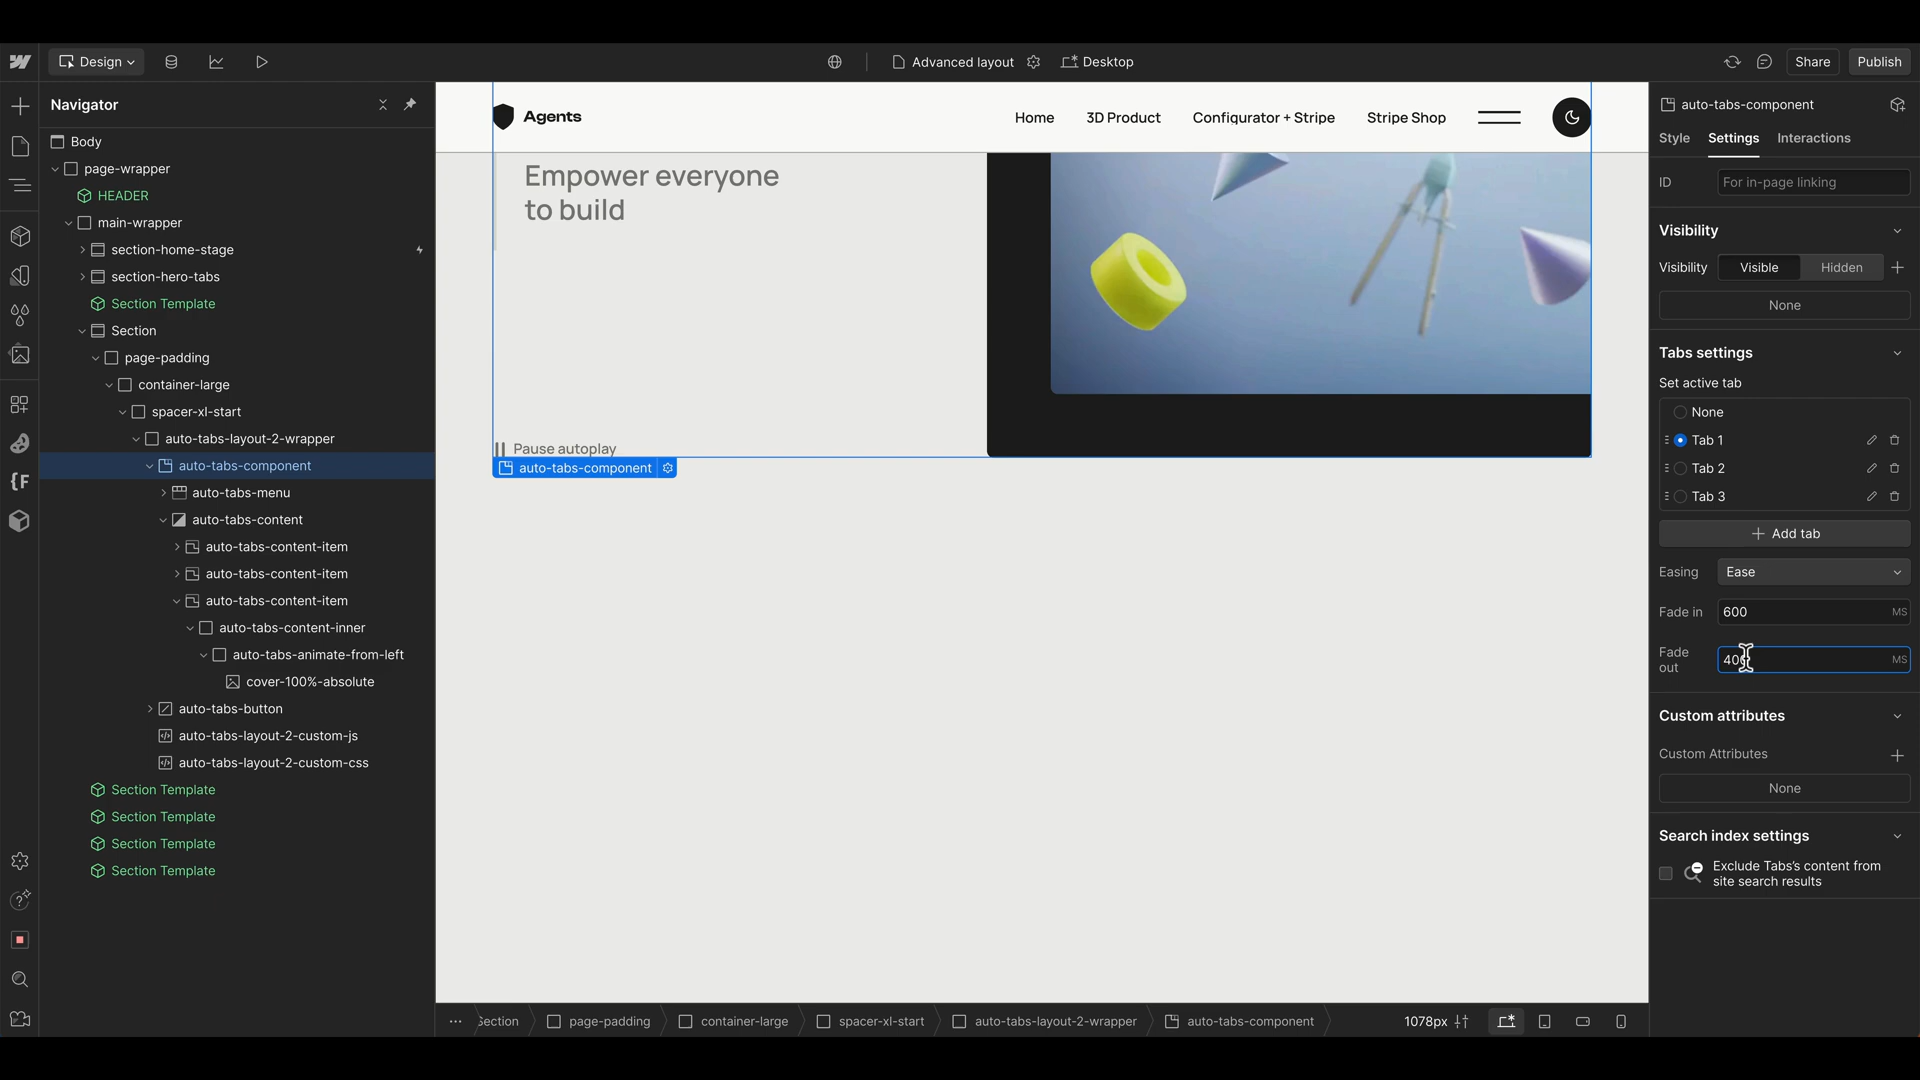 Design
Advanced layout
Desktop
Share
Publish
Navigator
Body
page-wrapper
HEADER
main-wrapper
section-home-stage
section-hero-tabs
Section Template
Section
page-padding
container-large
spacer-xl-start
auto-tabs-layout-2-wrapper
auto-tabs-component
auto-tabs-menu
auto-tabs-content
auto-tabs-content-item
auto-tabs-content-item
auto-tabs-content-item
auto-tabs-content-inner
auto-tabs-animate-from-left
cover-100%-absolute
auto-tabs-button
auto-tabs-layout-2-custom-js
auto-tabs-layout-2-custom-css
Section Template
Section Template
Section Template
Section Template
Agents
Home
3D Product
Configurator + Stripe
Stripe Shop
Empower everyone
to build
Pause autoplay
auto-tabs-component
auto-tabs-component
Style
Settings
Interactions
ID
For in-page linking
Visibility
Visibility
Visible
Hidden
None
Tabs settings
Set active tab
None
Tab 1
Tab 2
Tab 3
Add tab
Easing
Ease
Fade in
600
MS
Fade
out
MS
Custom attributes
Custom Attributes
None
Search index settings
Exclude Tabs's content from
site search results
Section
page-padding
container-large
spacer-xl-start
auto-tabs-layout-2-wrapper
auto-tabs-component
1078px